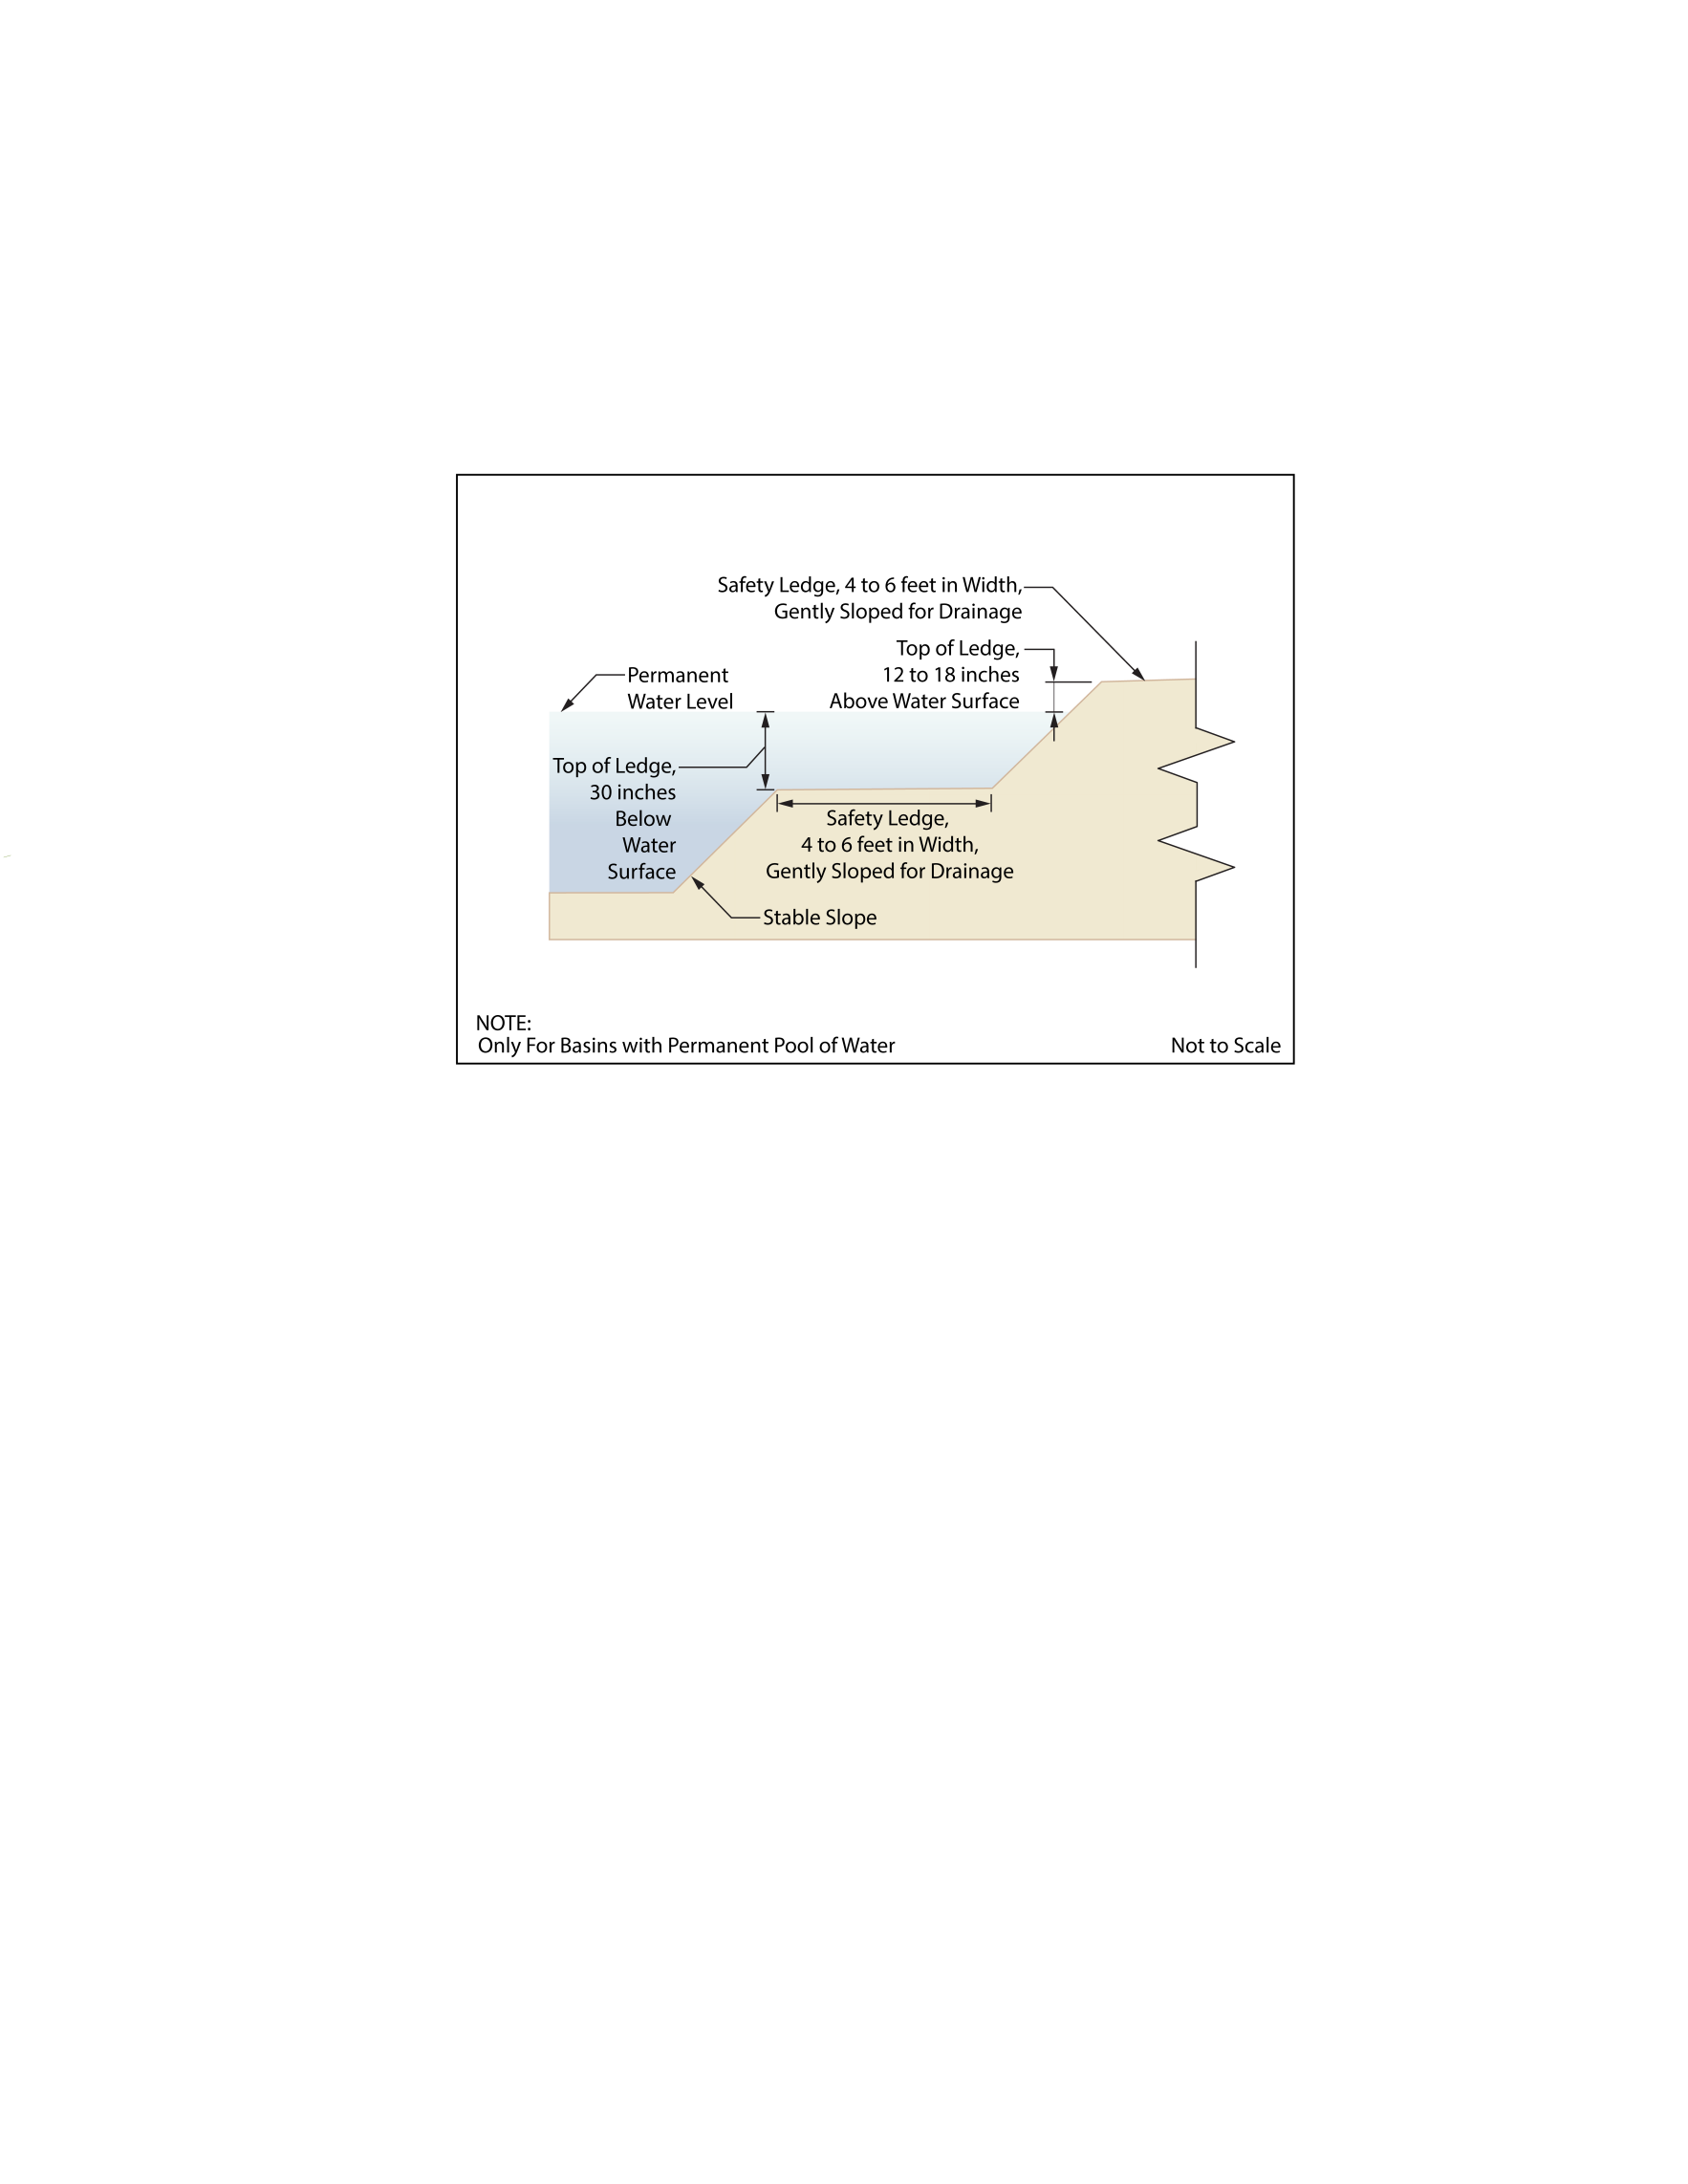 Safety Ledge, 4 to 6 feet in Width,
Gently Sloped for Drainage
Top of Ledge,
12 to 18 inches
Above Water Surface
Permanent
Water Level
Top of Ledge,
30 inches
Below
Water
Surface
Safety Ledge,
4 to 6 feet in Width,
Gently Sloped for Drainage
Stable Slope
NOTE:
Only For Basins with Permanent Pool of Water
Not to Scale